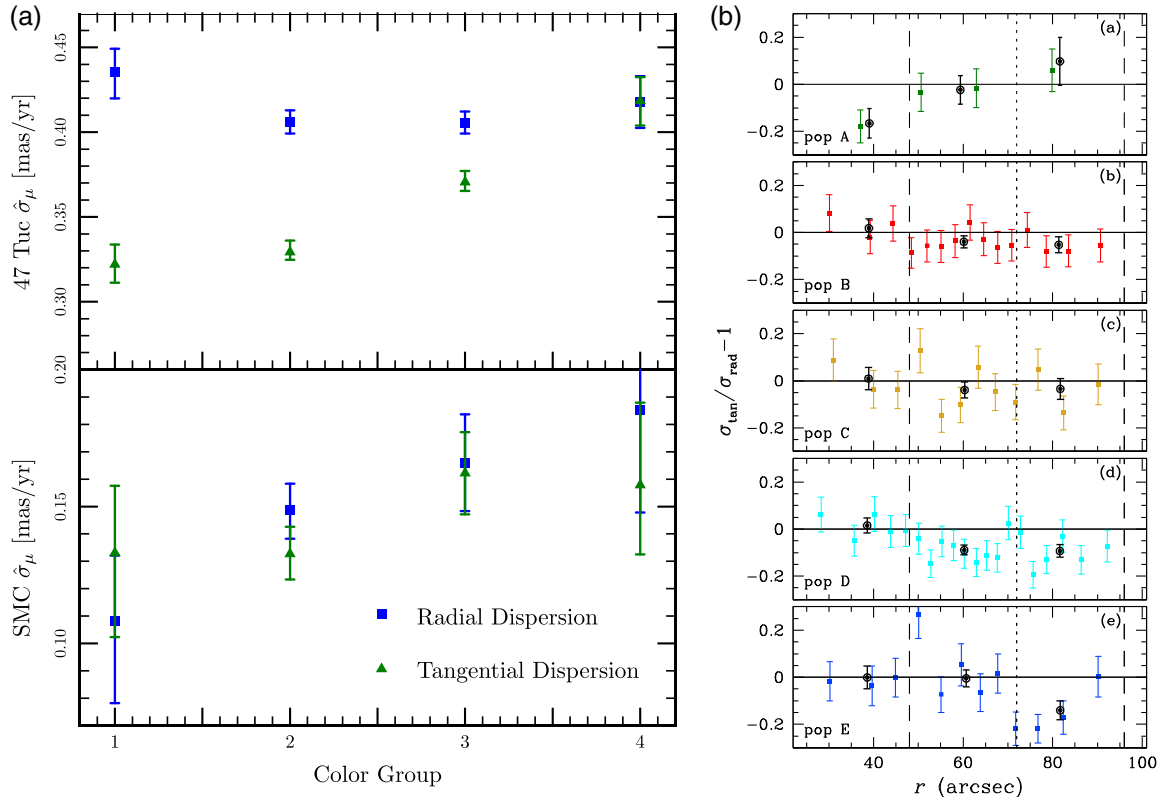 (a)
47 Tuc σ̂μ [mas/yr]
0.45
0.40
0.35
0.30
0.20
SMC σ̂μ [mas/yr]
0.15
0.10
Radial Dispersion
Tangential Dispersion
1 2 3 4
Color Group
(b)
σtan/σrad−1
0.2
0
−0.2
(a)
pop A
0.2
0
−0.2
(b)
pop B
0.2
0
−0.2
(c)
pop C
0.2
0
−0.2
(d)
pop D
0.2
0
−0.2
(e)
pop E
40 60 80 100
r (arcsec)